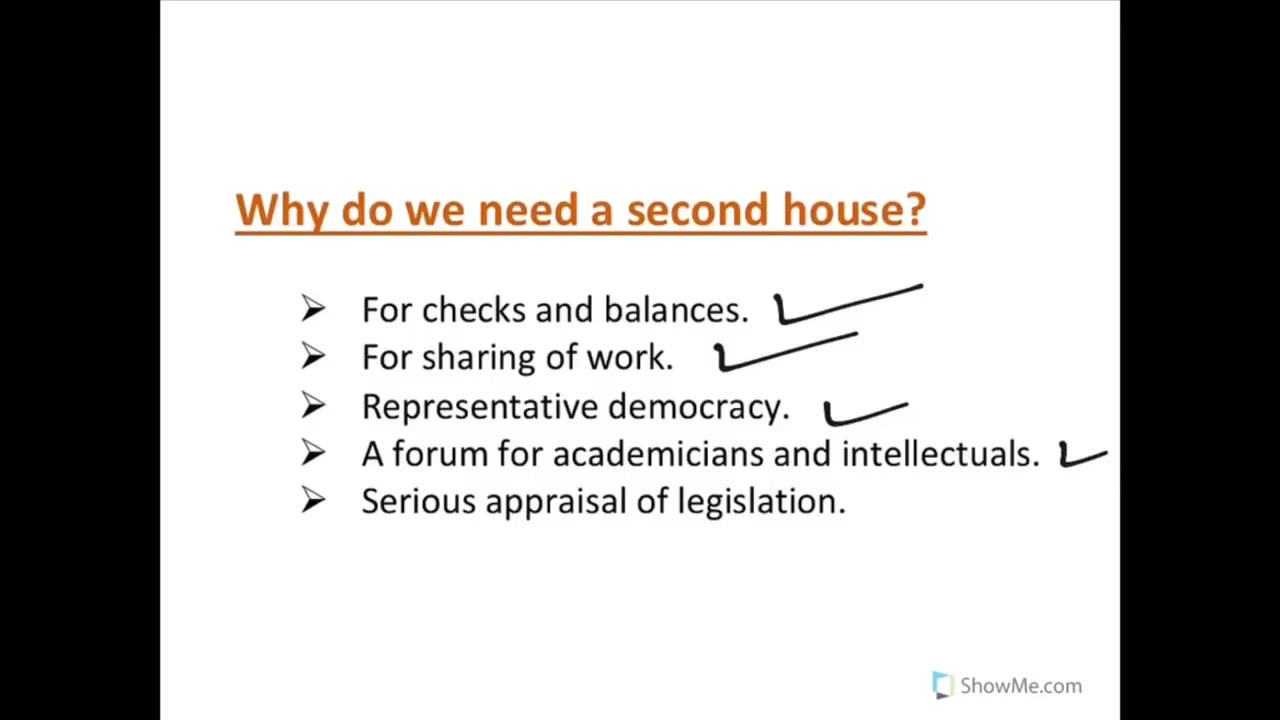 Why do we need a second house?
For checks and balances.
For sharing of work.
Representative democracy.
A forum for academicians and intellectuals.
Serious appraisal of legislation.
ShowMe.com